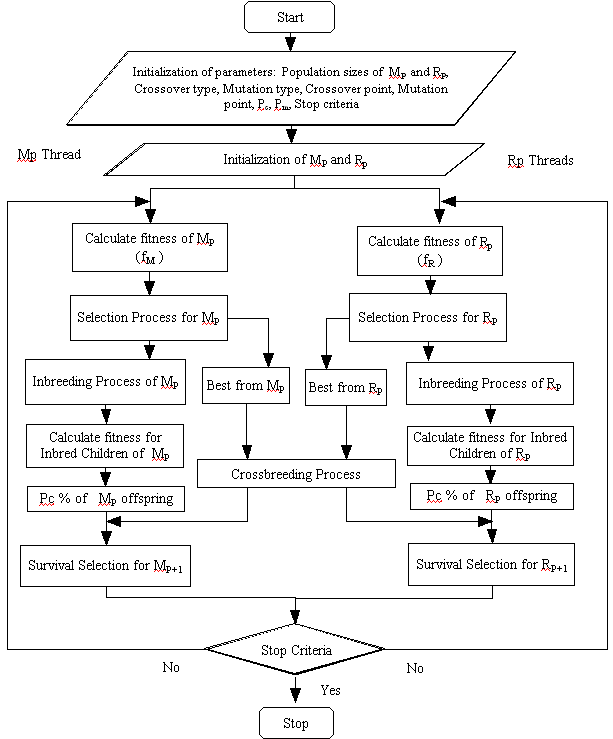 Start
Initialization of parameters: Population sizes of MP and RP,
Crossover type, Mutation type, Crossover point, Mutation
point, Pc, Pm, Stop criteria
Mp Thread
Initialization of MP and RP
Rp Threads
Calculate fitness of MP
(fM )
Calculate fitness of RP
(fR )
Selection Process for MP
Selection Process for RP
Inbreeding Process of MP
Best from MP
Best from RP
Inbreeding Process of RP
Calculate fitness for
Inbred Children of MP
Calculate fitness for Inbred
Children of RP
Crossbreeding Process
Pc % of MP offspring
Pc % of RP offspring
Survival Selection for MP+1
Survival Selection for RP+1
Stop Criteria
No
No
Yes
Stop